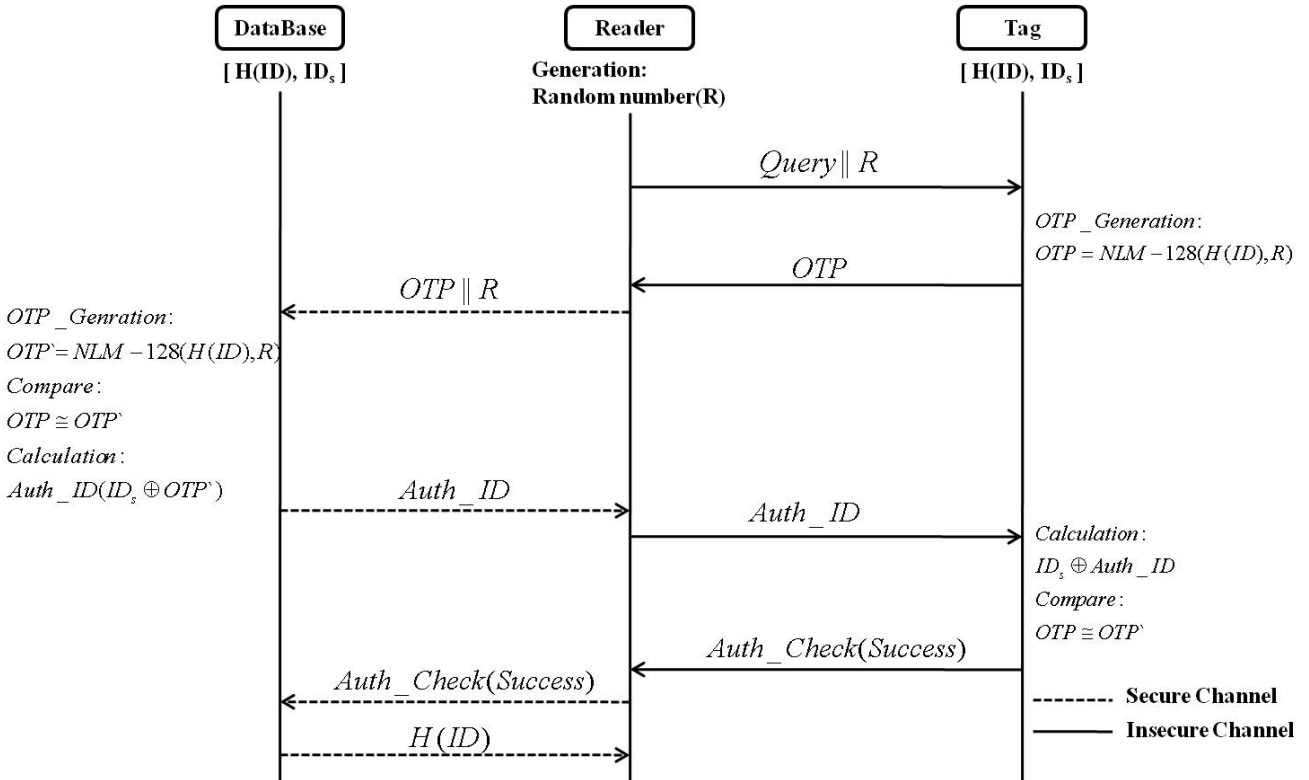 DataBase
Reader
Tag
[ H(ID), IDs ]
Generation:
Random number(R)
[ H(ID), IDs ]
Query || R
OTP _ Generation:
OTP = NLM −128(H(ID),R)
OTP
OTP || R
OTP _ Genration:
OTP`= NLM −128(H(ID),R)
Compare:
OTP ≅ OTP`
Calculation:
Auth _ ID(IDs ⊕ OTP`)
Auth _ ID
Auth _ ID
Calculation:
IDs ⊕ Auth _ ID
Compare:
OTP ≅ OTP`
Auth _ Check(Success)
Auth _ Check(Success)
H(ID)
Secure Channel
Insecure Channel